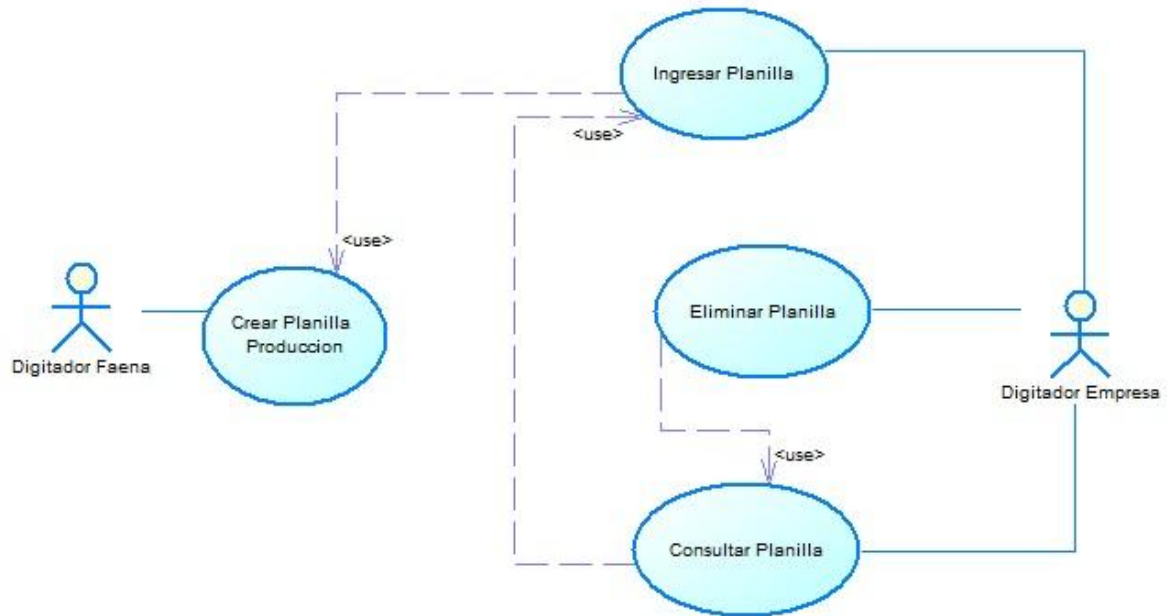 Ingresar Planilla
<use>
<use>
Crear Planilla
Produccion
Digitador Faena
Eliminar Planilla
Digitador Empresa
<use>
Consultar Planilla